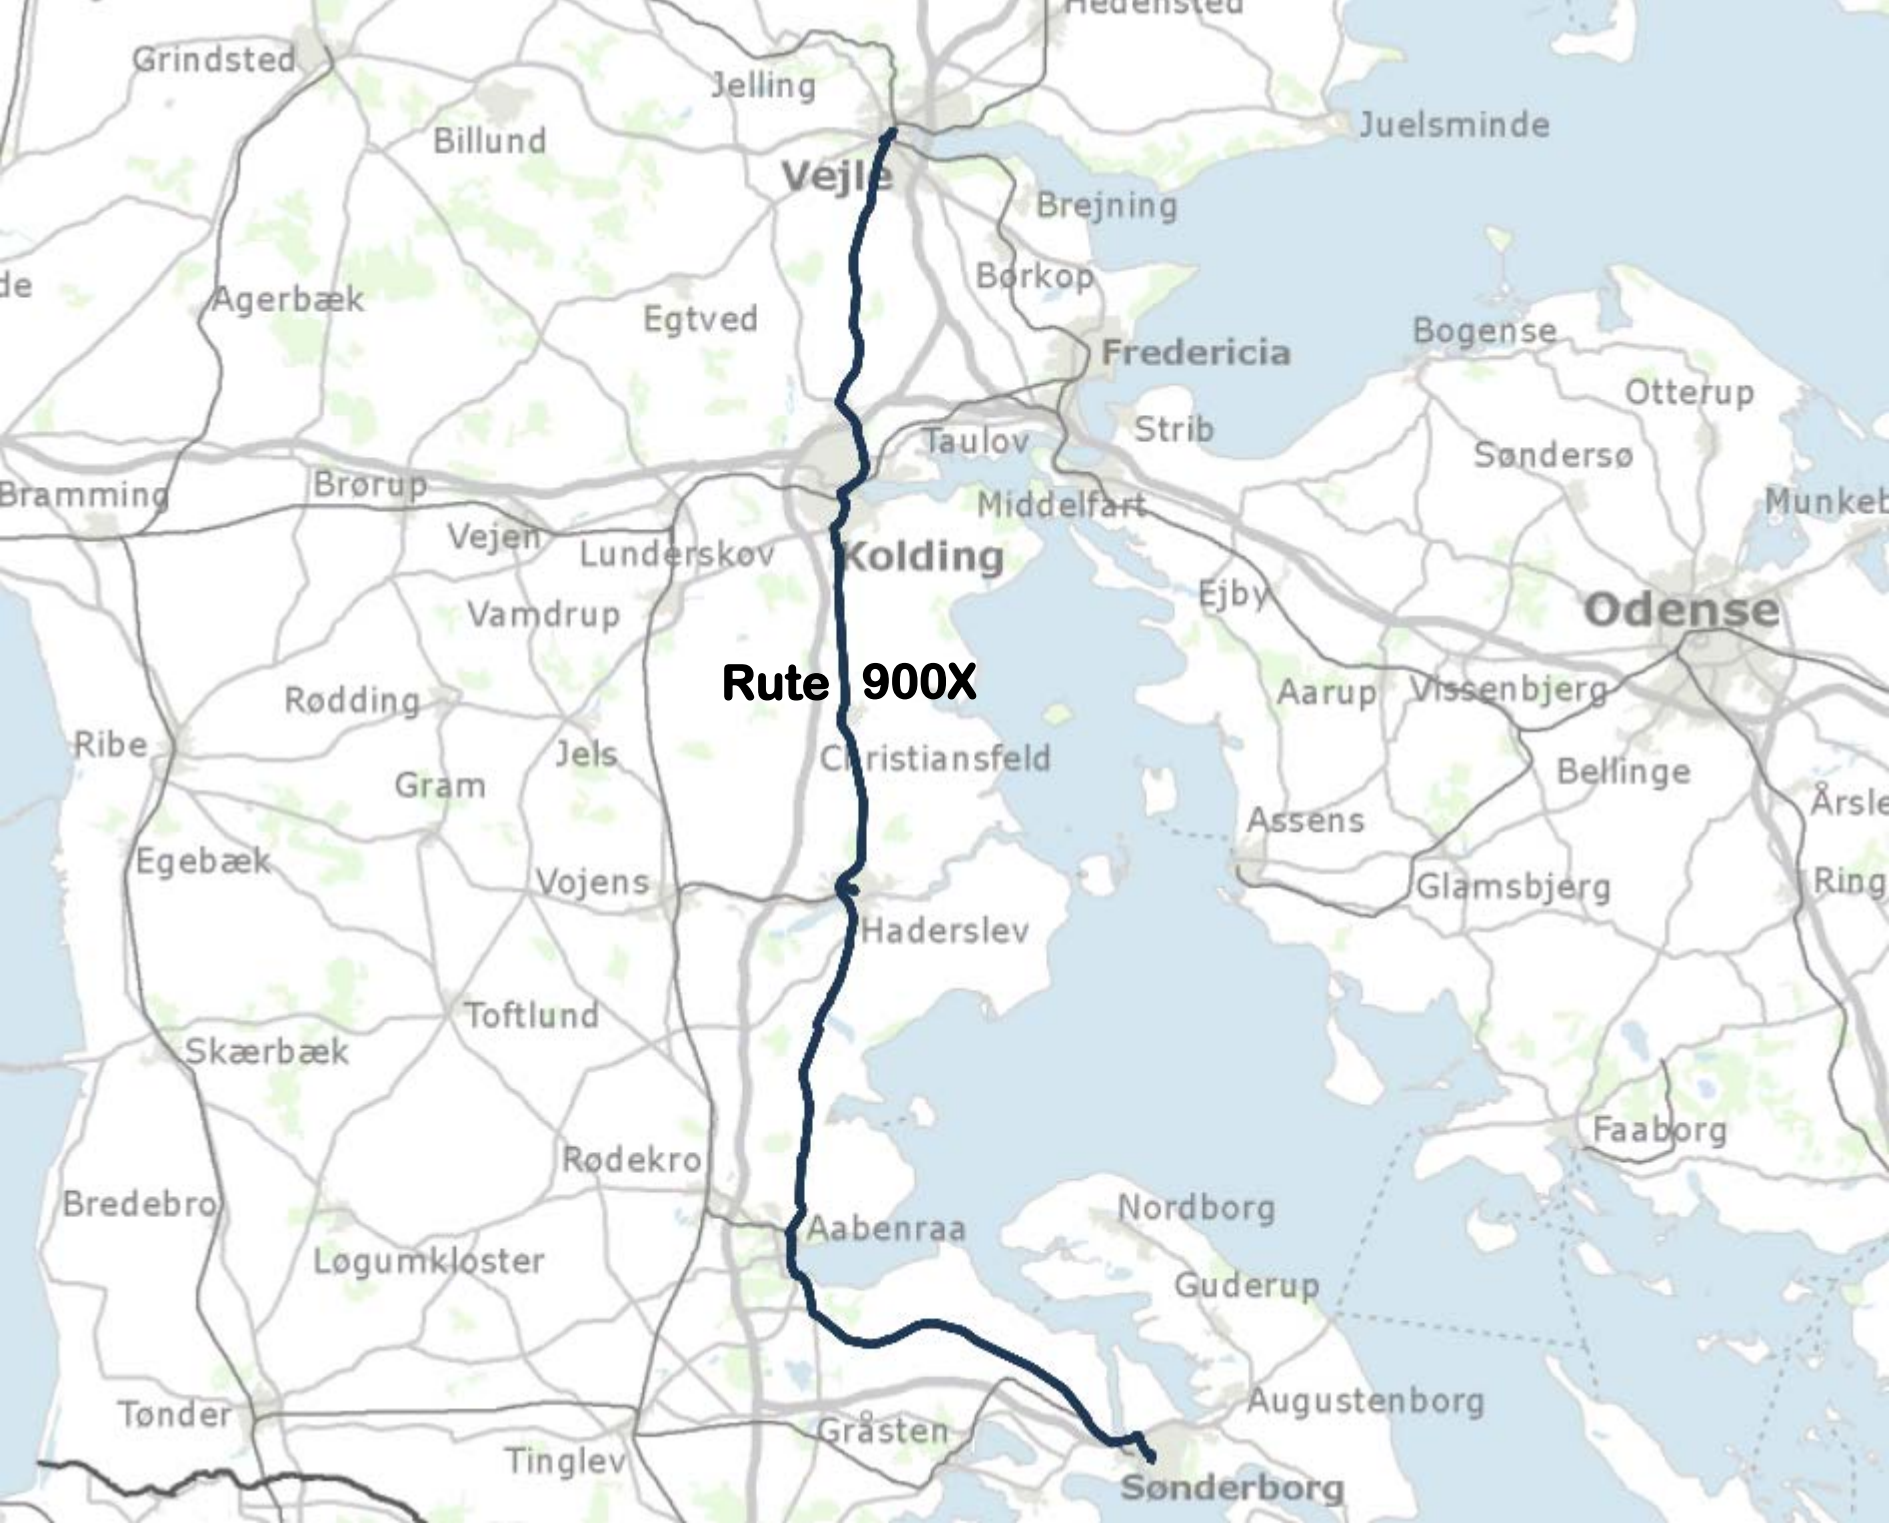 Hedensted
Grindsted
Jelling
Juelsminde
Billund
Vejle
Brejning
Børkop
de
Agerbæk
Egtved
Bogense
Fredericia
Otterup
Strib
Taulov
Søndersø
Brørup
Bramming
Middelfart
Munkeb
Vejen
Lunderskov
Kolding
Ejby
Vamdrup
Odense
Rute 900X
Rødding
Aarup
Vissenbjerg
Ribe
Jels
Christiansfeld
Bellinge
Gram
Årsle
Assens
Egebæk
Vojens
Glamsbjerg
Ring
Haderslev
Toftlund
Skærbæk
Faaborg
Rødekro
Bredebro
Nordborg
Aabenraa
Løgumkloster
Guderup
Augustenborg
Tønder
Gråsten
Tinglev
Sønderborg